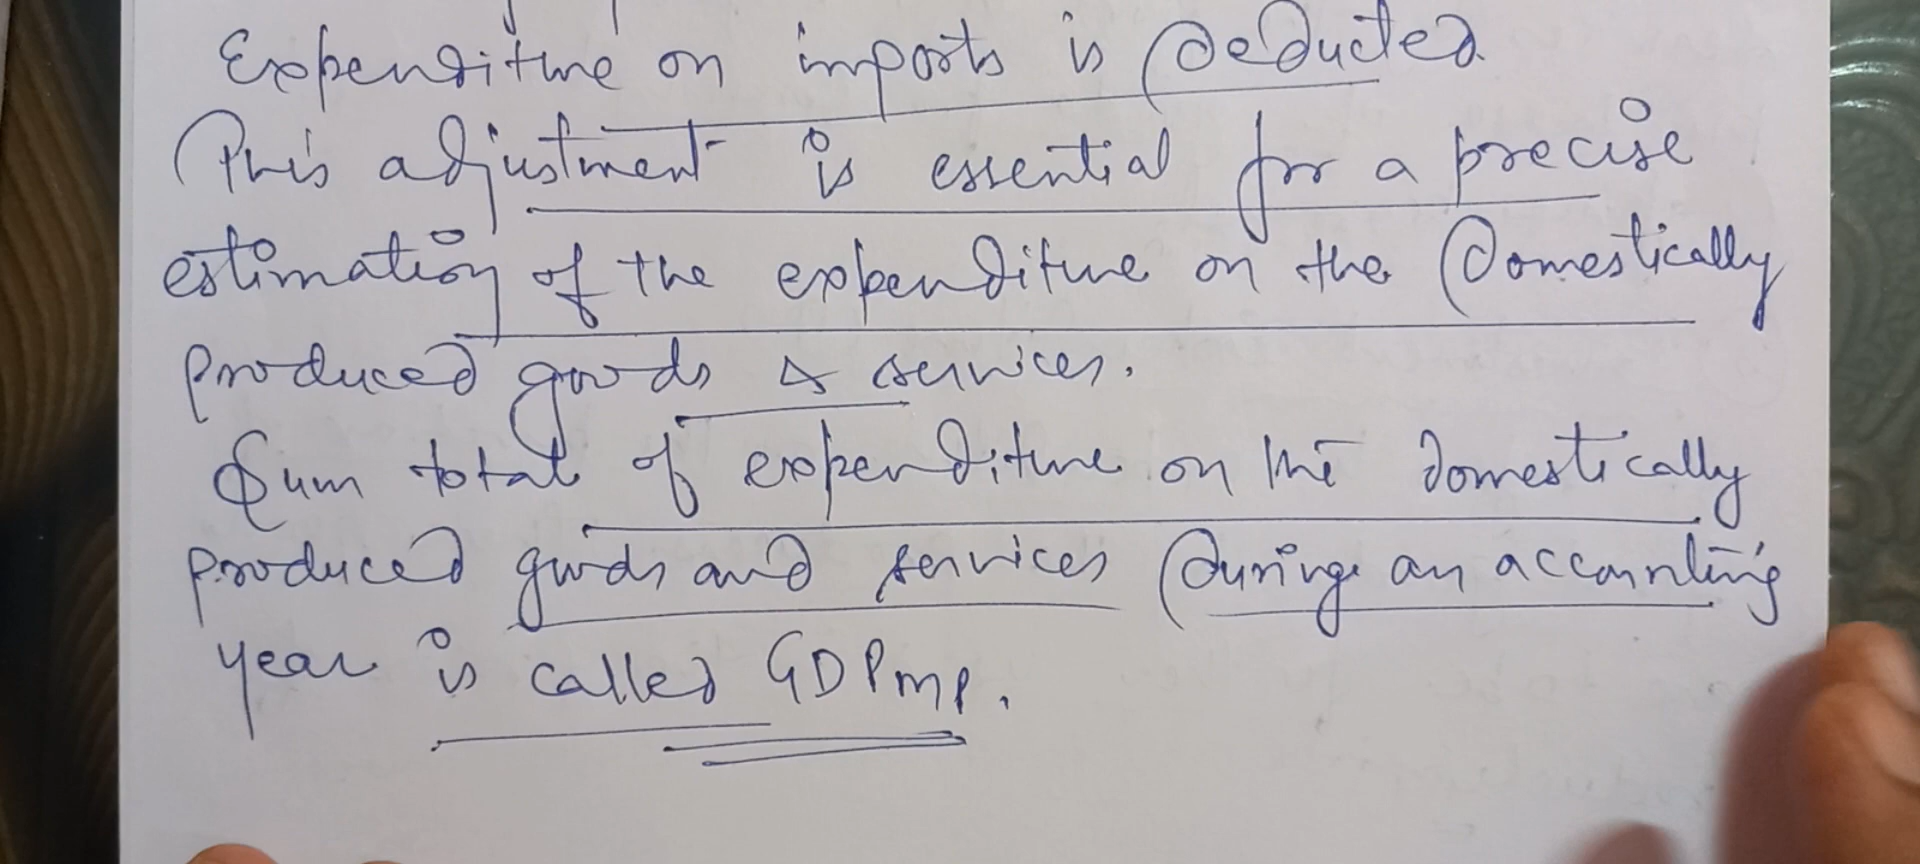 Expenditure on imports is deducted
This adjustment is essential for a precise
estimation of the expenditure on the domestically
produced goods & services.
Sum total of expenditure on the domestically
produced goods and services during an accounting
year is called GDPMP.